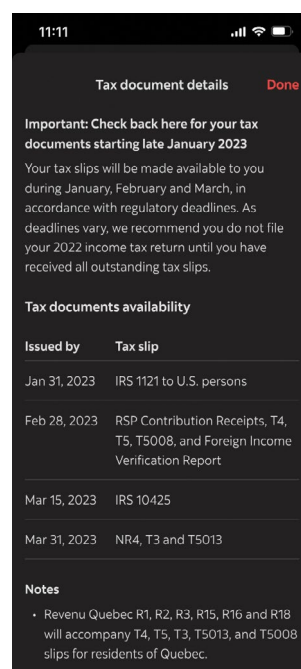 11:11
Tax document details Done
Important: Check back here for your tax
documents starting late January 2023
Your tax slips will be made available to you
during January, February and March, in
accordance with regulatory deadlines. As
deadlines vary, we recommend you do not file
your 2022 income tax return until you have
received all outstanding tax slips.
Tax documents availability
Issued by Tax slip
Jan 31, 2023 IRS 1121 to U.S. persons
Feb 28, 2023 RSP Contribution Receipts, T4,
T5, T5008, and Foreign Income
Verification Report
Mar 15, 2023 IRS 10425
Mar 31, 2023 NR4, T3 and T5013
Notes
• Revenu Quebec R1, R2, R3, R15, R16 and R18
will accompany T4, T5, T3, T5013, and T5008
slips for residents of Quebec.